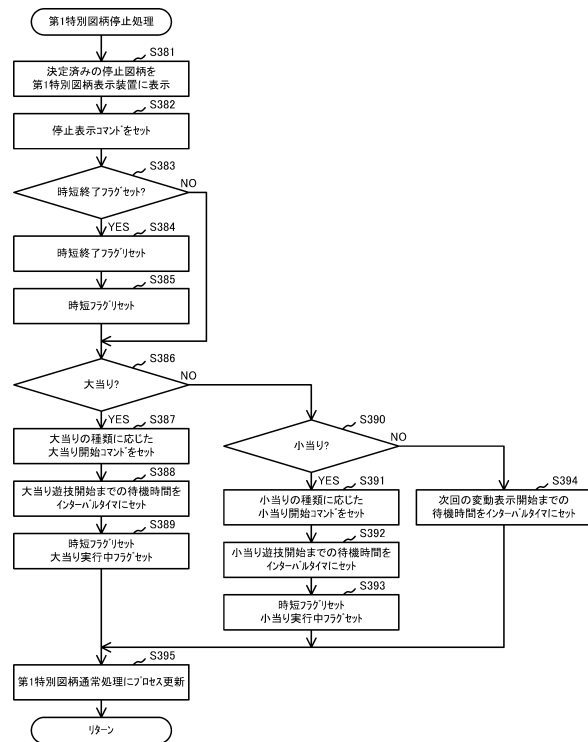 第1特別図柄停止処理
S381
決定済みの停止図柄を
第1特別図柄表示装置に表示
S382
停止表示コマンドをセット
S383
時短終了フラグセット?
NO
YES
S384
時短終了フラグリセット
S385
時短フラグリセット
S386
大当り?
NO
YES
S387
大当りの種類に応じた
大当り開始コマンドをセット
S388
大当り遊技開始までの待機時間を
インターバルタイマにセット
S389
時短フラグリセット
大当り実行中フラグセット
S390
小当り?
NO
YES
S391
小当りの種類に応じた
小当り開始コマンドをセット
S392
小当り遊技開始までの待機時間を
インターバルタイマにセット
S393
時短フラグリセット
小当り実行中フラグセット
S394
次回の変動表示開始までの
待機時間をインターバルタイマにセット
S395
第1特別図柄通常処理にプロセス更新
リターン